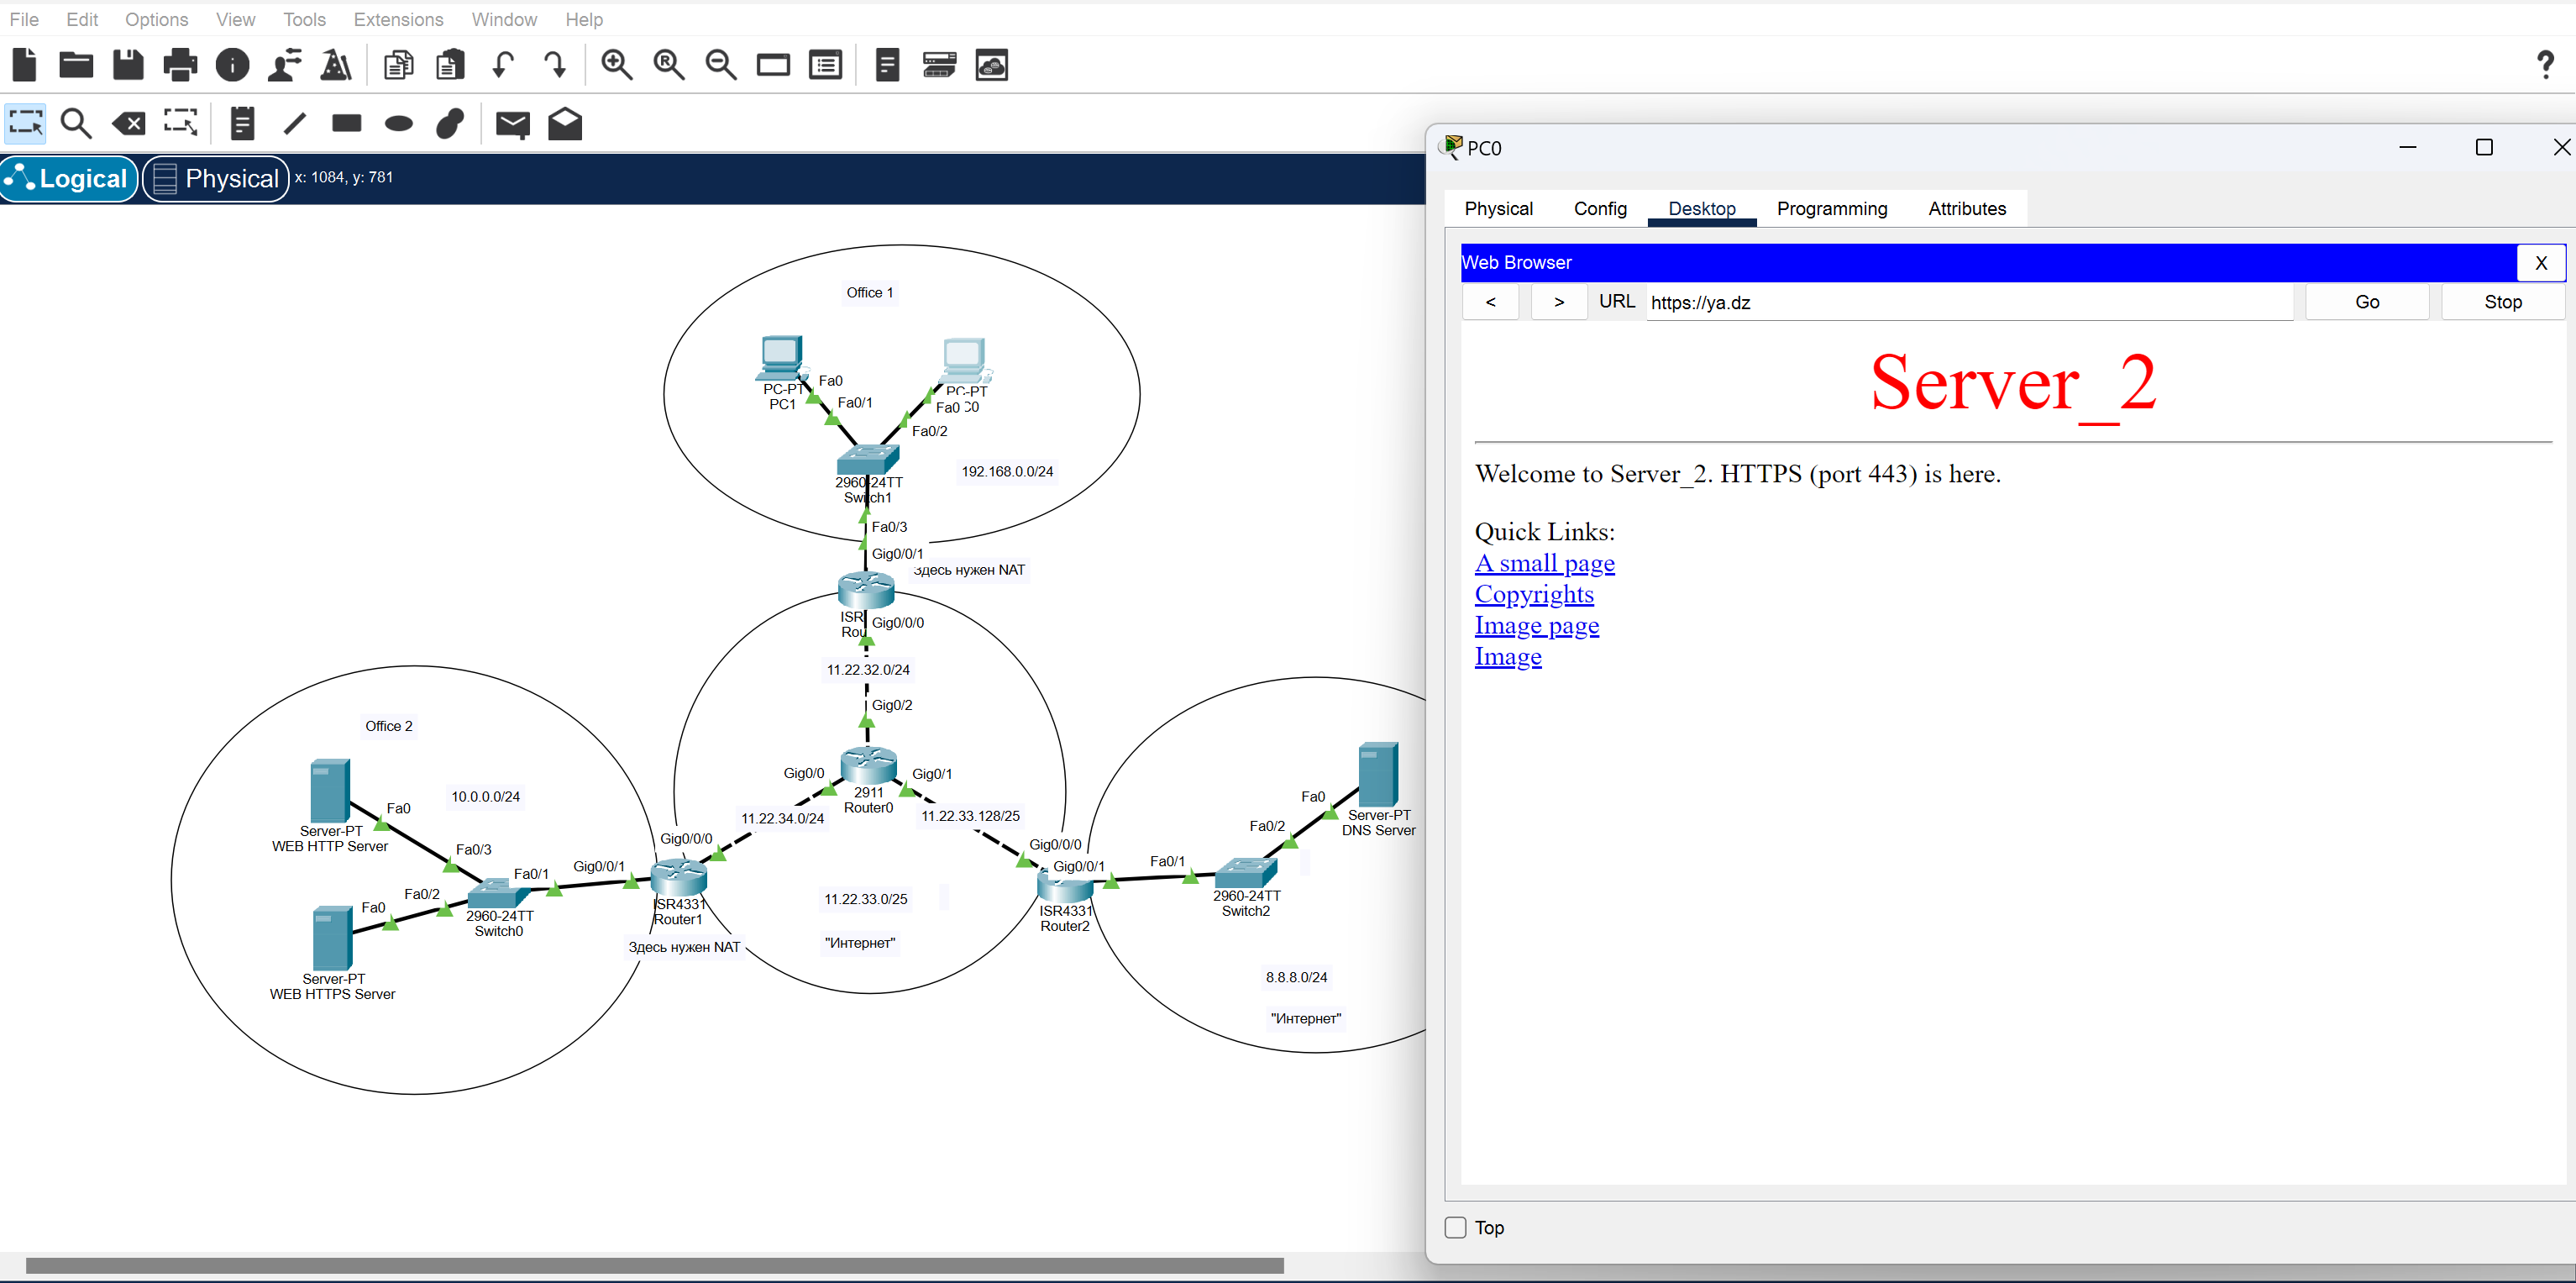 File Edit Options View Tools Extensions Window Help
Logical Physical x: 1084, y: 781
Office 1
PC-PT
PC1
Fa0
Fa0/1
PC-PT
Fa0 C0
Fa0/2
192.168.0.0/24
2960-24TT
Switch1
Fa0/3
Gig0/0/1
Здесь нужен NAT
ISR
Rou
Gig0/0/0
11.22.32.0/24
Gig0/2
Gig0/0
Gig0/1
2911
Router0
11.22.34.0/24
11.22.33.128/25
Office 2
10.0.0.0/24
Fa0
Server-PT
WEB HTTP Server
Fa0/3
Fa0/1
Gig0/0/1
Gig0/0/0
Fa0/2
Fa0
2960-24TT
Switch0
Server-PT
WEB HTTPS Server
ISR4331
Router1
Здесь нужен NAT
11.22.33.0/25
"Интернет"
Gig0/0/0
Gig0/0/1
ISR4331
Router2
Fa0/1
Fa0/2
Fa0
Server-PT
DNS Server
2960-24TT
Switch2
8.8.8.0/24
"Интернет"
PC0
Physical Config Desktop Programming Attributes
Web Browser X
< > URL https://ya.dz Go Stop
Server_2
Welcome to Server_2. HTTPS (port 443) is here.
Quick Links:
A small page
Copyrights
Image page
Image
Top